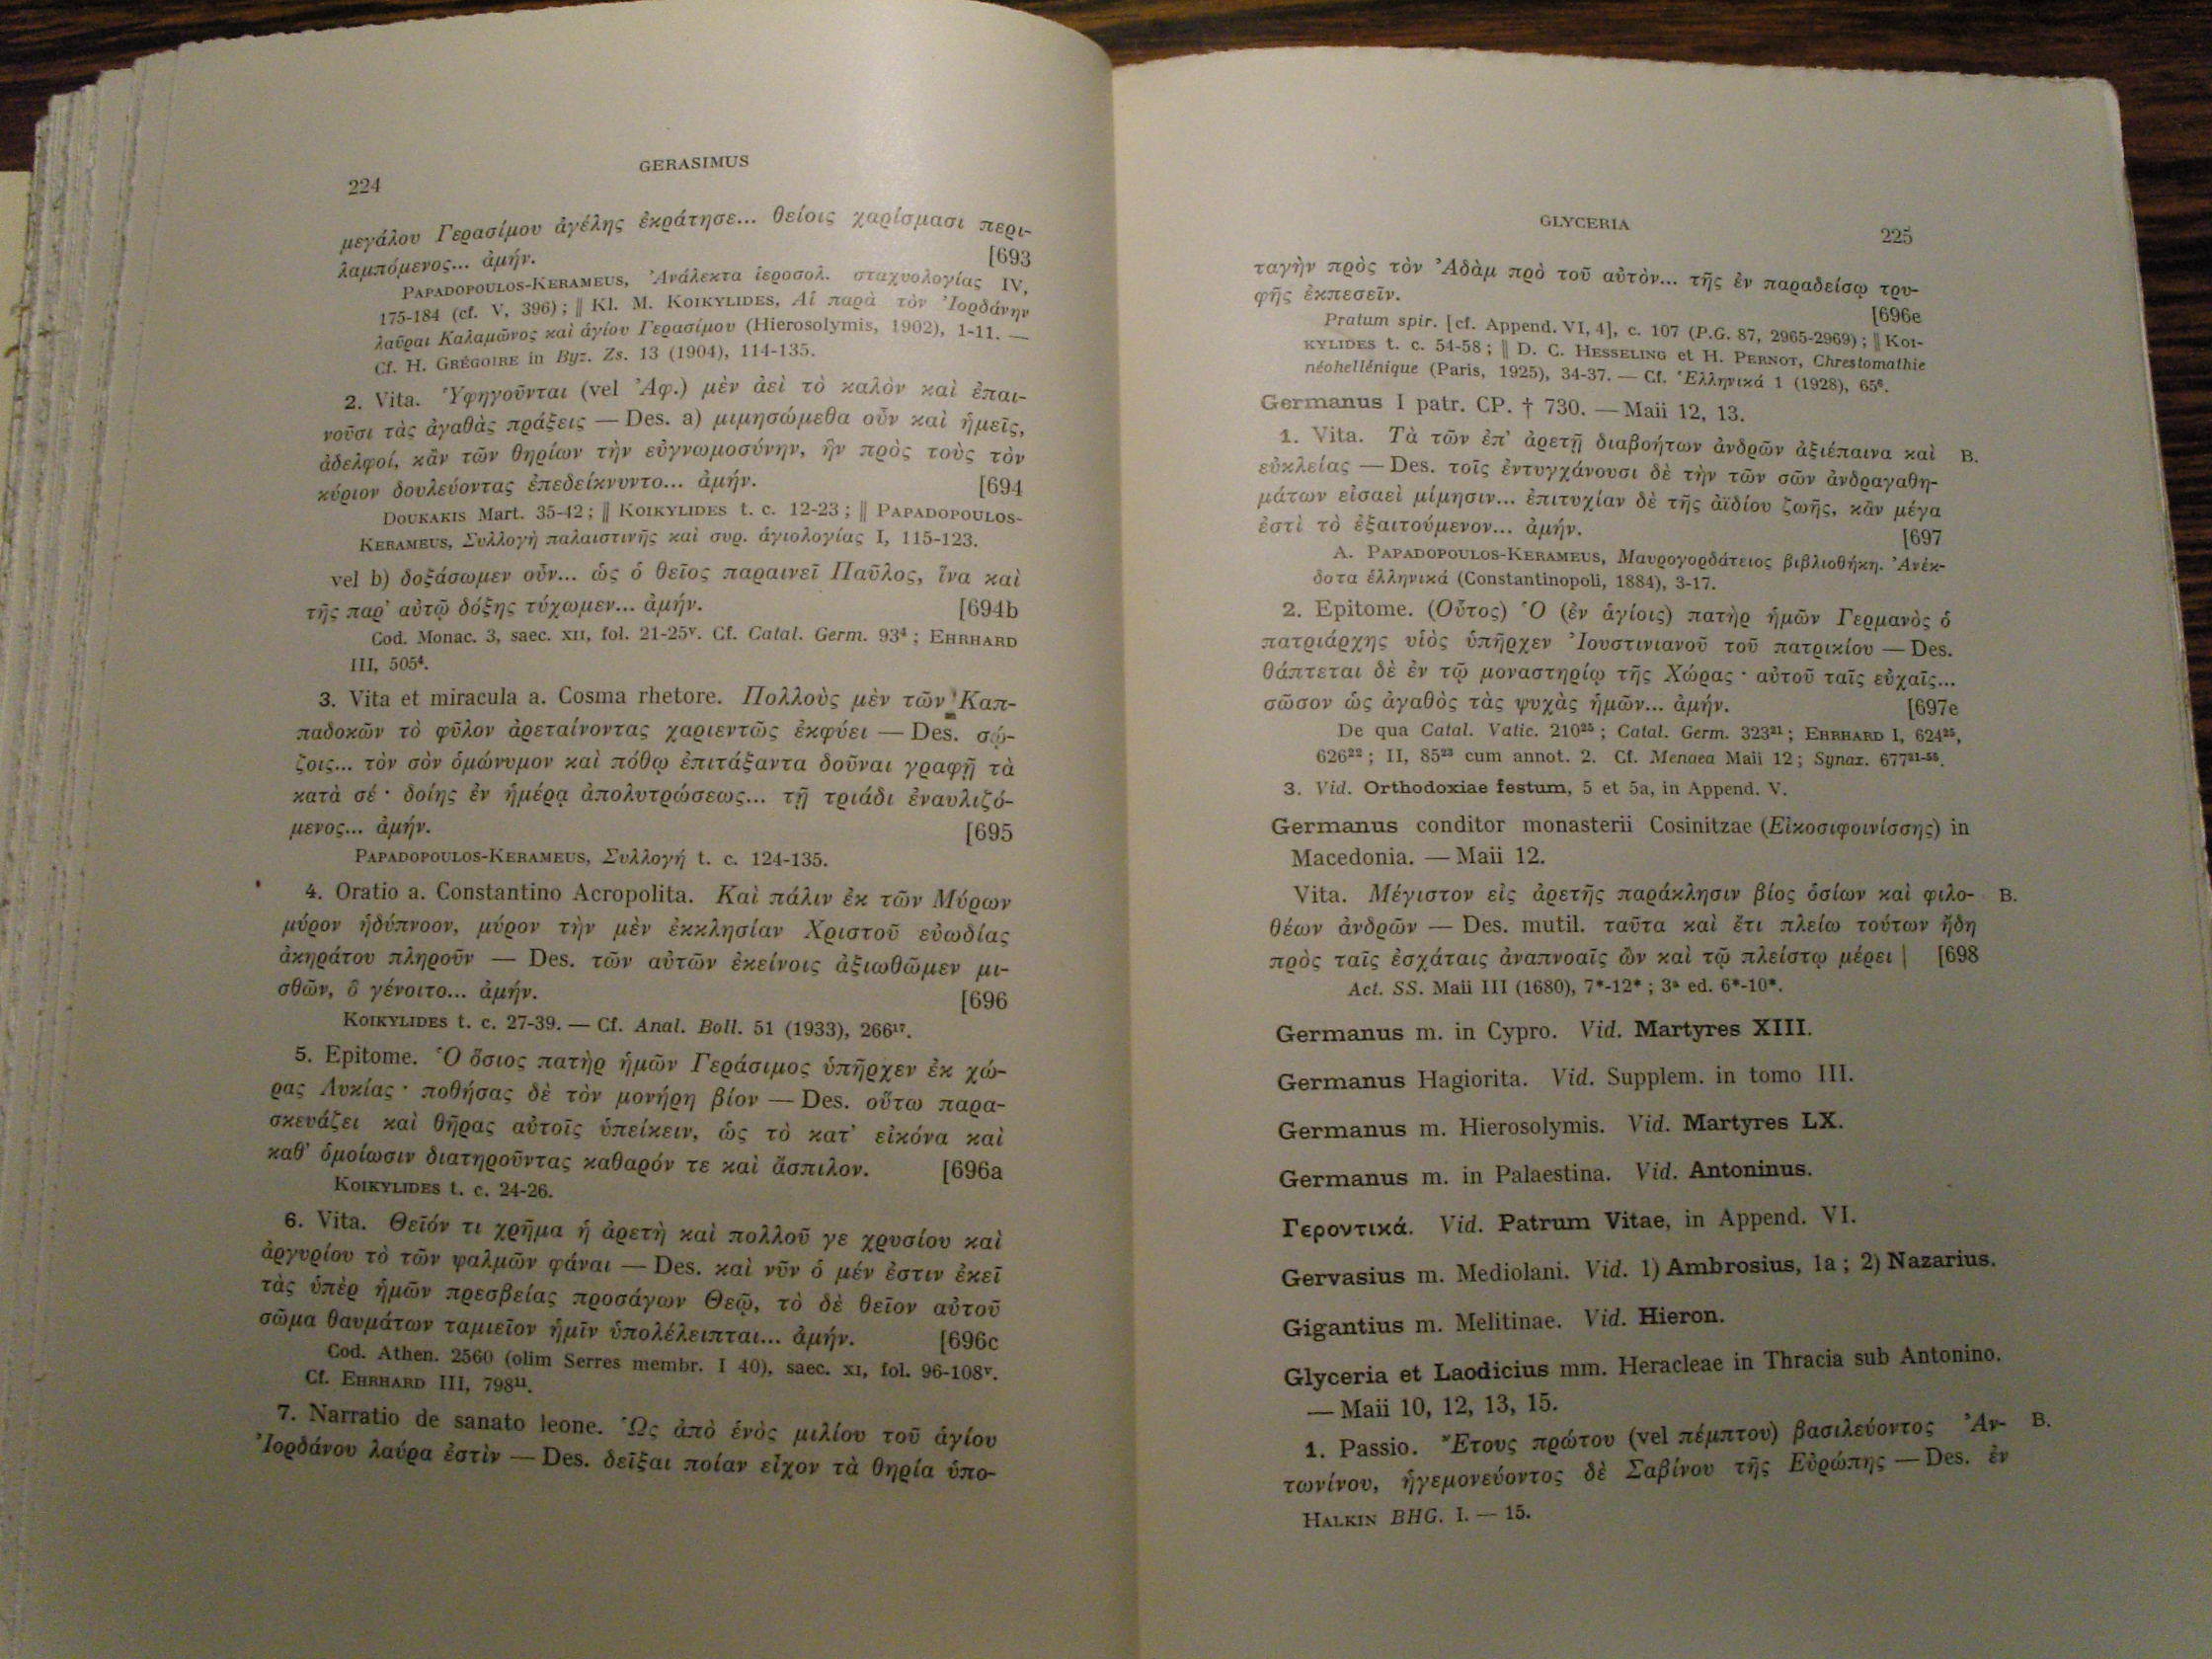 224
GERASIMUS
μεγάλου Γερασίμου ἀγέλης ἐκράτησε... θείοις χαρίσμασι περι-
λαμπόμενος... ἀμήν. [693
PAPADOPOULOS-KERAMEUS, Ἀνάλεκτα ἱεροσολ. σταχυολογίας IV,
175-184 (cf. V, 396) ; || Kl. M. KOIKYLIDES, Αἱ παρὰ τὸν Ἰορδάνην
λαῦραι Καλαμῶνος καὶ ἁγίου Γερασίμου (Hierosolymis, 1902), 1-11. —
Cf. H. GRÉGOIRE in Byz. Zs. 13 (1904), 114-135.
2. Vita. Ὑφηγοῦνται (vel Ἀφ.) μὲν ἀεὶ τὸ καλὸν καὶ ἐπαι-
νοῦσι τὰς ἀγαθὰς πράξεις — Des. a) μιμησώμεθα οὖν καὶ ἡμεῖς,
ἀδελφοί, κἂν τῶν θηρίων τὴν εὐγνωμοσύνην, ἣν πρὸς τοὺς τὸν
κύριον δουλεύοντας ἐπεδείκνυντο... ἀμήν. [694
DOUKAKIS Mart. 35-42 ; || KOIKYLIDES t. c. 12-23 ; || PAPADOPOULOS-
KERAMEUS, Συλλογὴ παλαιστινῆς καὶ συρ. ἁγιολογίας I, 115-123.
vel b) δοξάσωμεν οὖν... ὡς ὁ θεῖος παραινεῖ Παῦλος, ἵνα καὶ
τῆς παρ' αὐτῷ δόξης τύχωμεν... ἀμήν. [694b
Cod. Monac. 3, saec. XII, fol. 21-25ᵛ. Cf. Catal. Germ. 93⁴ ; EHRHARD
III, 505⁴.
3. Vita et miracula a. Cosma rhetore. Πολλοὺς μὲν τῶν Καπ-
παδοκῶν τὸ φῦλον ἀρεταίνοντας χαριεντῶς ἐκφύει — Des. σῴ-
ζοις... τὸν σὸν ὁμώνυμον καὶ πόθῳ ἐπιτάξαντα δοῦναι γραφῇ τὰ
κατὰ σέ · δοίης ἐν ἡμέρᾳ ἀπολυτρώσεως... τῇ τριάδι ἐναυλιζό-
μενος... ἀμήν. [695
PAPADOPOULOS-KERAMEUS, Συλλογή t. c. 124-135.
4. Oratio a. Constantino Acropolita. Καὶ πάλιν ἐκ τῶν Μύρων
μύρον ἡδύπνοον, μύρον τὴν μὲν ἐκκλησίαν Χριστοῦ εὐωδίας
ἀκηράτου πληροῦν — Des. τῶν αὐτῶν ἐκείνοις ἀξιωθῶμεν μι-
σθῶν, ὃ γένοιτο... ἀμήν. [696
KOIKYLIDES t. c. 27-39. — Cf. Anal. Boll. 51 (1933), 266¹⁷.
5. Epitome. Ὁ ὅσιος πατὴρ ἡμῶν Γεράσιμος ὑπῆρχεν ἐκ χώ-
ρας Λυκίας · ποθήσας δὲ τὸν μονήρη βίον — Des. οὕτω παρα-
σκευάζει καὶ θῆρας αὐτοῖς ὑπείκειν, ὡς τὸ κατ' εἰκόνα καὶ
καθ' ὁμοίωσιν διατηροῦντας καθαρόν τε καὶ ἄσπιλον. [696a
KOIKYLIDES t. c. 24-26.
6. Vita. Θεῖόν τι χρῆμα ἡ ἀρετὴ καὶ πολλοῦ γε χρυσίου καὶ
ἀργυρίου τὸ τῶν ψαλμῶν φάναι — Des. καὶ νῦν ὁ μέν ἐστιν ἐκεῖ
τὰς ὑπὲρ ἡμῶν πρεσβείας προσάγων Θεῷ, τὸ δὲ θεῖον αὐτοῦ
σῶμα θαυμάτων ταμιεῖον ἡμῖν ὑπολέλειπται... ἀμήν. [696c
Cod. Athen. 2560 (olim Serres membr. I 40), saec. XI, fol. 96-108ᵛ.
Cf. EHRHARD III, 798¹¹.
7. Narratio de sanato leone. Ὡς ἀπὸ ἑνὸς μιλίου τοῦ ἁγίου
Ἰορδάνου λαύρα ἐστὶν — Des. δεῖξαι ποίαν εἶχον τὰ θηρία ὑπο-
GLYCERIA
225
ταγὴν πρὸς τὸν Ἀδὰμ πρὸ τοῦ αὐτὸν... τῆς ἐν παραδείσῳ τρυ-
φῆς ἐκπεσεῖν. [696e
Pratum spir. [cf. Append. VI, 4], c. 107 (P.G. 87, 2965-2969) ; || KOI-
KYLIDES t. c. 54-58 ; || D. C. HESSELING et H. PERNOT, Chrestomathie
néohellénique (Paris, 1925), 34-37. — Cf. Ἑλληνικά 1 (1928), 65⁶.
Germanus I patr. CP. † 730. — Maii 12, 13.
1. Vita. Τὰ τῶν ἐπ' ἀρετῇ διαβοήτων ἀνδρῶν ἀξιέπαινα καὶ B.
εὐκλείας — Des. τοῖς ἐντυγχάνουσι δὲ τὴν τῶν σῶν ἀνδραγαθη-
μάτων εἰσαεὶ μίμησιν... ἐπιτυχίαν δὲ τῆς ἀϊδίου ζωῆς, κἂν μέγα
ἐστὶ τὸ ἐξαιτούμενον... ἀμήν. [697
A. PAPADOPOULOS-KERAMEUS, Μαυρογορδάτειος βιβλιοθήκη. Ἀνέκ-
δοτα ἑλληνικά (Constantinopoli, 1884), 3-17.
2. Epitome. (Οὗτος) Ὁ (ἐν ἁγίοις) πατὴρ ἡμῶν Γερμανὸς ὁ
πατριάρχης υἱὸς ὑπῆρχεν Ἰουστινιανοῦ τοῦ πατρικίου — Des.
θάπτεται δὲ ἐν τῷ μοναστηρίῳ τῆς Χώρας · αὐτοῦ ταῖς εὐχαῖς...
σῶσον ὡς ἀγαθὸς τὰς ψυχὰς ἡμῶν... ἀμήν. [697e
De qua Catal. Vatic. 210²⁵ ; Catal. Germ. 323²¹ ; EHRHARD I, 624²⁵,
626²² ; II, 85²³ cum annot. 2. Cf. Menaea Maii 12 ; Synax. 677²¹⁻⁵⁵.
3. Vid. Orthodoxiae festum, 5 et 5a, in Append. V.
Germanus conditor monasterii Cosinitzae (Εἰκοσιφοινίσσης) in
Macedonia. — Maii 12.
Vita. Μέγιστον εἰς ἀρετῆς παράκλησιν βίος ὁσίων καὶ φιλο- B.
θέων ἀνδρῶν — Des. mutil. ταῦτα καὶ ἔτι πλείω τούτων ἤδη
πρὸς ταῖς ἐσχάταις ἀναπνοαῖς ὢν καὶ τῷ πλείστῳ μέρει | [698
Act. SS. Maii III (1680), 7*-12* ; 3ᵃ ed. 6*-10*.
Germanus m. in Cypro. Vid. Martyres XIII.
Germanus Hagiorita. Vid. Supplem. in tomo III.
Germanus m. Hierosolymis. Vid. Martyres LX.
Germanus m. in Palaestina. Vid. Antoninus.
Γεροντικά. Vid. Patrum Vitae, in Append. VI.
Gervasius m. Mediolani. Vid. 1) Ambrosius, 1a ; 2) Nazarius.
Gigantius m. Melitinae. Vid. Hieron.
Glyceria et Laodicius mm. Heracleae in Thracia sub Antonino.
— Maii 10, 12, 13, 15.
1. Passio. Ἔτους πρώτου (vel πέμπτου) βασιλεύοντος Ἀν- B.
τωνίνου, ἡγεμονεύοντος δὲ Σαβίνου τῆς Εὐρώπης — Des. ἐν
HALKIN BHG. I. — 15.